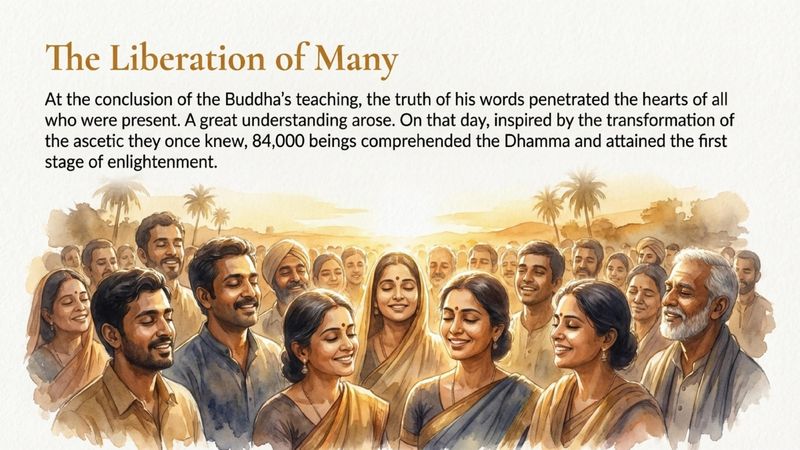 The Liberation of Many
At the conclusion of the Buddha’s teaching, the truth of his words penetrated the hearts of all
who were present. A great understanding arose. On that day, inspired by the transformation of
the ascetic they once knew, 84,000 beings comprehended the Dhamma and attained the first
stage of enlightenment.